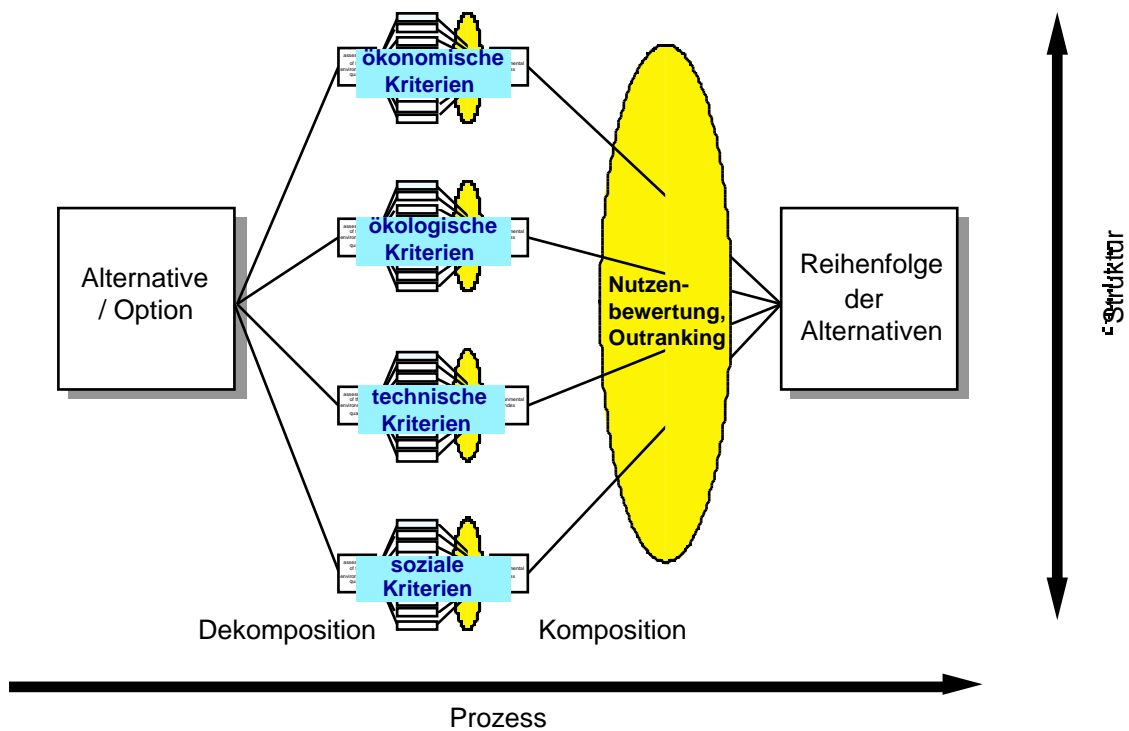 ökonomische
Kriterien
ökologische
Kriterien
Alternative
/ Option
Nutzen-
bewertung,
Outranking
Reihenfolge
der
Alternativen
technische
Kriterien
soziale
Kriterien
Dekomposition
Komposition
Prozess
Struktur